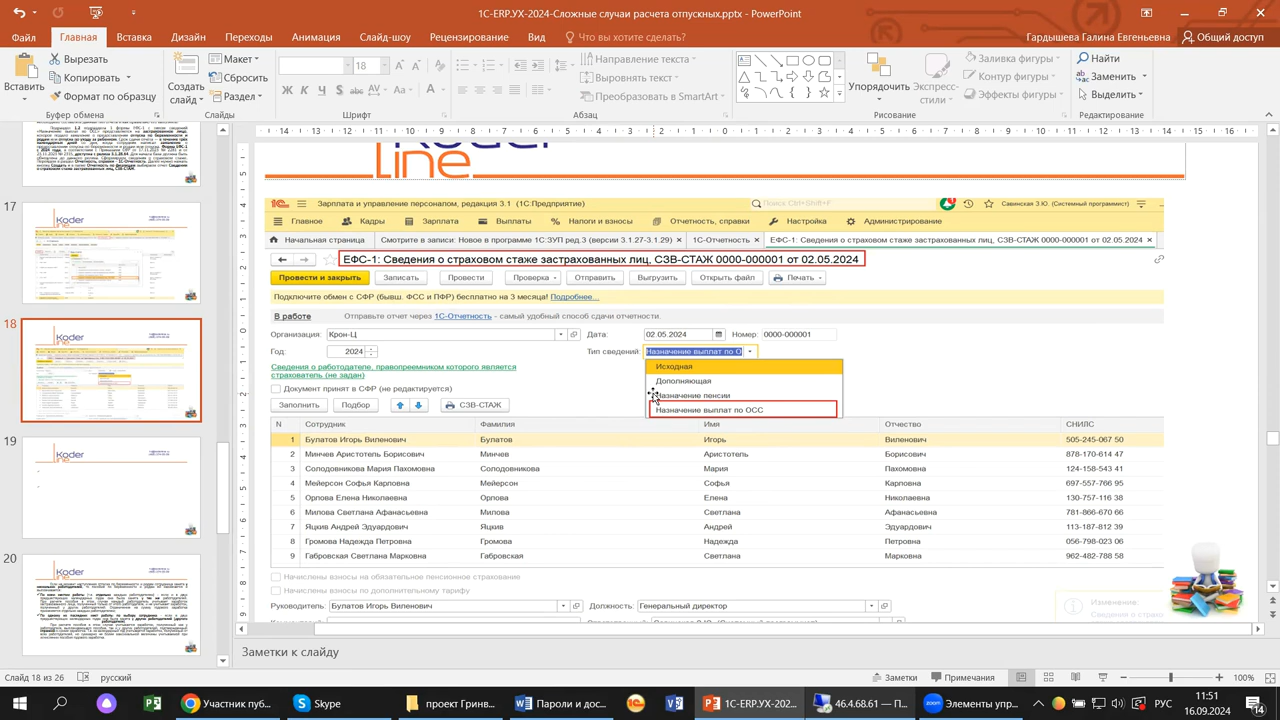 1C-ERP.УХ-2024 - PowerPoint
Файл Главная Вставка Дизайн Переходы Анимация Слайд-шоу Рецензирование Вид Что вы хотите сделать? Гардышева Галина Евгеньевна Общий доступ
Вставить
Вырезать
Копировать
Формат по образцу
Буфер обмена
Создать слайд
Макет
Сбросить
Раздел
Слайды
18
Шрифт
Направление текста
Выровнять текст
Преобразовать в SmartArt
Абзац
Упорядочить
Экспресс-стили
Заливка фигуры
Контур фигуры
Эффекты фигуры
Рисование
Найти
Заменить
Выделить
Редактирование
17
18
19
20
Koder
line
Зарплата и управление персоналом, редакция 3.1 (1С:Предприятие) Поиск Ctrl+Shift+F Савинская З.Ю. (Системный программист)
Главное Кадры Зарплата Выплаты Налоги и взносы Отчетность, справки Настройка Администрирование
Начальная страница Смотрите в записи: Новое в программе 1С:ЗУП ред.3 (версии 3.1.27-3.1.29) × 1С-Отчетность × ЕФС-1: Сведения о страховом стаже застрахованных лиц, СЗВ-СТАЖ 0000-000001 от 02.05.2024 ×
ЕФС-1: Сведения о страховом стаже застрахованных лиц, СЗВ-СТАЖ 0000-000001 от 02.05.2024
Провести и закрыть Записать Провести Проверка Отправить Выгрузить Открыть файл Печать
Подключите обмен с СФР (бывш. ФСС и ПФР) бесплатно на 3 месяца! Подробнее...
В работе Отправьте отчет через 1С-Отчетность - самый удобный способ сдачи отчетности.
Организация: Крон-Ц Дата: 02.05.2024 Номер: 0000-000001
Год: 2024 Тип сведений: Назначение выплат по О
Исходная
Дополняющая
Назначение пенсии
Назначение выплат по ОСС
Сведения о работодателе, правопреемником которого является
страхователь (не задан)
Документ принят в СФР (не редактируется)
Заполнить Подбор СЗВ-СТАЖ
N Сотрудник Фамилия Имя Отчество СНИЛС
1 Булатов Игорь Виленович Булатов Игорь Виленович 505-245-067 50
2 Минчев Аристотель Борисович Минчев Аристотель Борисович 878-170-614 47
3 Солодовникова Мария Пахомовна Солодовникова Мария Пахомовна 124-158-543 41
4 Мейерсон Софья Карповна Мейерсон Софья Карповна 697-557-766 95
5 Орлова Елена Николаевна Орлова Елена Николаевна 130-757-116 38
6 Милова Светлана Афанасьевна Милова Светлана Афанасьевна 781-866-670 66
7 Яцкив Андрей Эдуардович Яцкив Андрей Эдуардович 113-187-812 39
8 Громова Надежда Петровна Громова Надежда Петровна 056-798-023 06
9 Габровская Светлана Марковна Габровская Светлана Марковна 962-482-788 58
Начислены взносы на обязательное пенсионное страхование
Начислены взносы по дополнительному тарифу
Руководитель: Булатов Игорь Виленович Должность: Генеральный директор
Изменение:
Сведения о страхо
Заметки к слайду
Слайд 18 из 26 русский Заметки Примечания 100%
Участник губ... Skype проект Гринв... Пароли и дос... 1C-ERP.УХ-202... 46.4.68.61 — П... Элементы упр... 11:51
16.09.2024